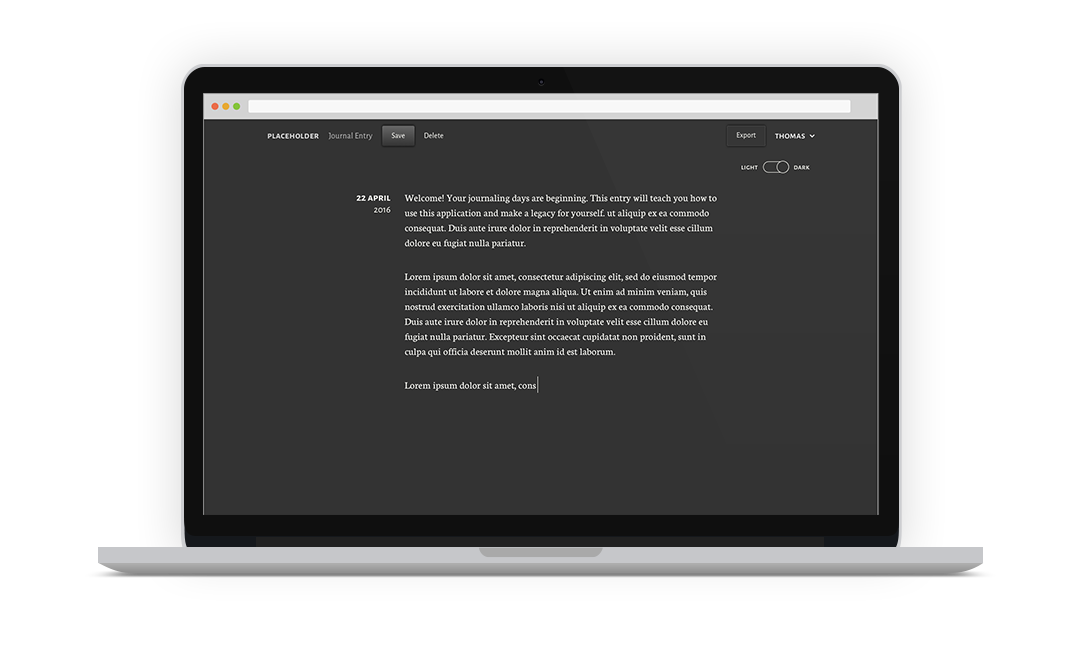 PLACEHOLDER Journal Entry Save Delete Export THOMAS
LIGHT DARK
22 APRIL
2016
Welcome! Your journaling days are beginning. This entry will teach you how to
use this application and make a legacy for yourself. ut aliquip ex ea commodo
consequat. Duis aute irure dolor in reprehenderit in voluptate velit esse cillum
dolore eu fugiat nulla pariatur.
Lorem ipsum dolor sit amet, consectetur adipiscing elit, sed do eiusmod tempor
incididunt ut labore et dolore magna aliqua. Ut enim ad minim veniam, quis
nostrud exercitation ullamco laboris nisi ut aliquip ex ea commodo consequat.
Duis aute irure dolor in reprehenderit in voluptate velit esse cillum dolore eu
fugiat nulla pariatur. Excepteur sint occaecat cupidatat non proident, sunt in
culpa qui officia deserunt mollit anim id est laborum.
Lorem ipsum dolor sit amet, cons